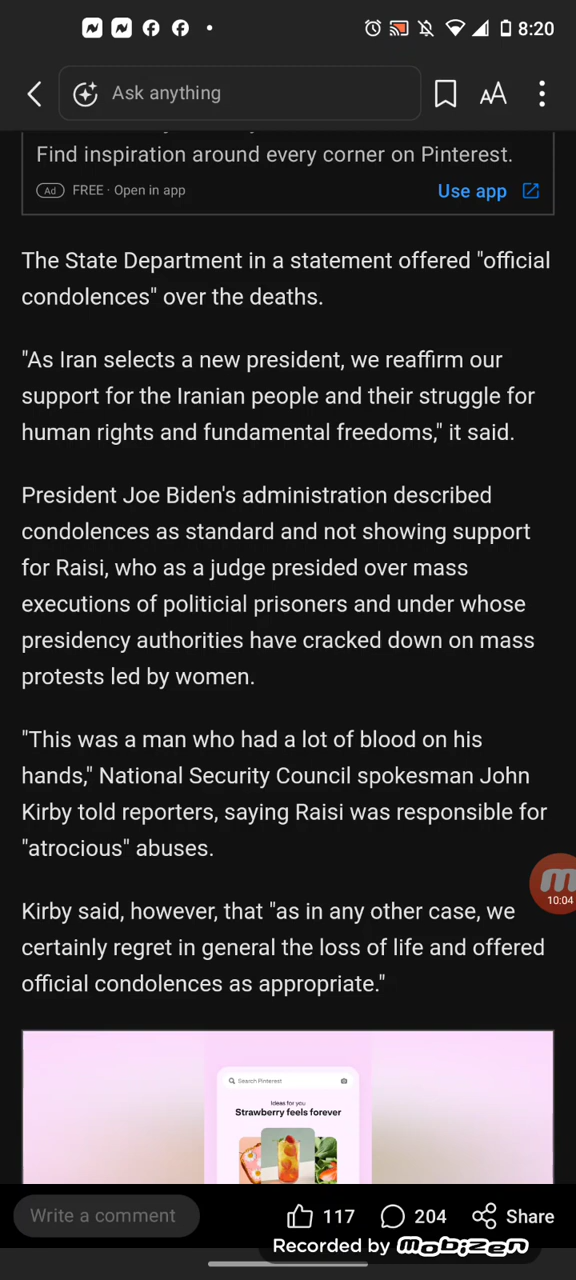 8:20
Ask anything
AA
Find inspiration around every corner on Pinterest.
Ad FREE · Open in app Use app
The State Department in a statement offered "official
condolences" over the deaths.
"As Iran selects a new president, we reaffirm our
support for the Iranian people and their struggle for
human rights and fundamental freedoms," it said.
President Joe Biden's administration described
condolences as standard and not showing support
for Raisi, who as a judge presided over mass
executions of politicial prisoners and under whose
presidency authorities have cracked down on mass
protests led by women.
"This was a man who had a lot of blood on his
hands," National Security Council spokesman John
Kirby told reporters, saying Raisi was responsible for
"atrocious" abuses.
10:04
Kirby said, however, that "as in any other case, we
certainly regret in general the loss of life and offered
official condolences as appropriate."
Search Pinterest
Ideas for you
Strawberry feels forever
Write a comment 117 204 Share
Recorded by mobizen